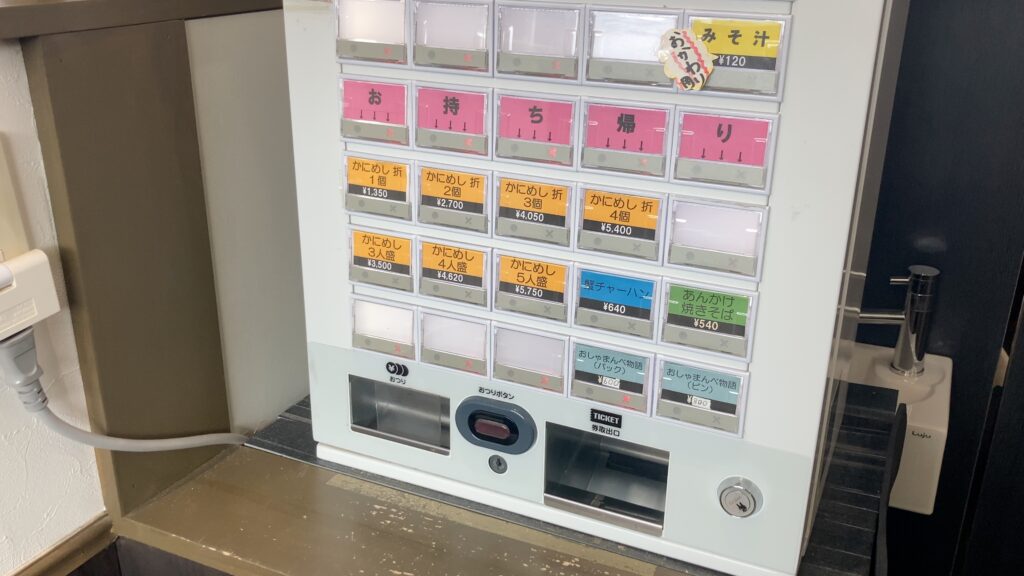 みそ汁
¥120
おかわり
お 持 ち 帰 り
↓↓↓ ↓↓↓ ↓↓↓ ↓↓↓ ↓↓↓
かにめし 折
1個
¥1,350
かにめし 折
2個
¥2,700
かにめし 折
3個
¥4,050
かにめし 折
4個
¥5,400
かにめし
3人盛
¥3,500
かにめし
4人盛
¥4,620
かにめし
5人盛
¥5,750
蟹チャーハン
¥640
あんかけ
焼きそば
¥540
おしゃまんべ物語
(パック)
おしゃまんべ物語
(ビン)
おつり
おつりボタン
TICKET
券取出口